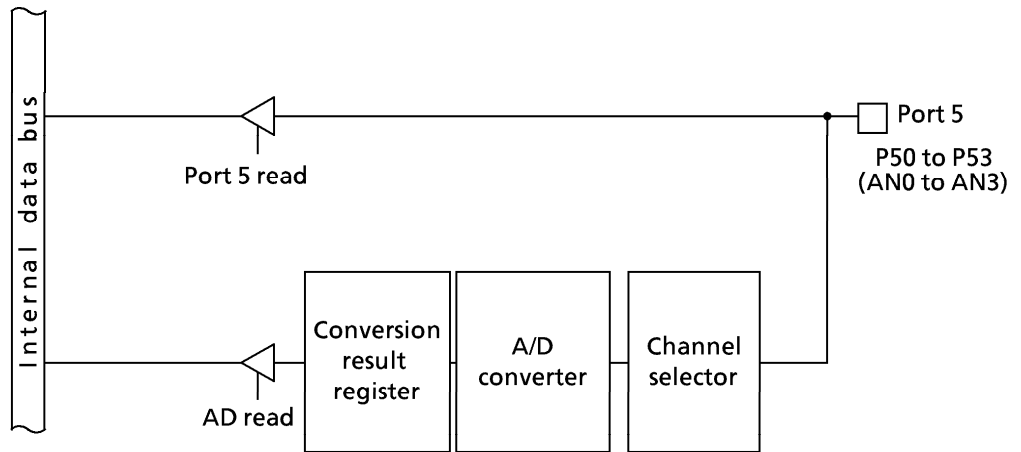 Internal data bus
Port 5
Port 5 read
P50 to P53
(AN0 to AN3)
Conversion
result
register
A/D
converter
Channel
selector
AD read